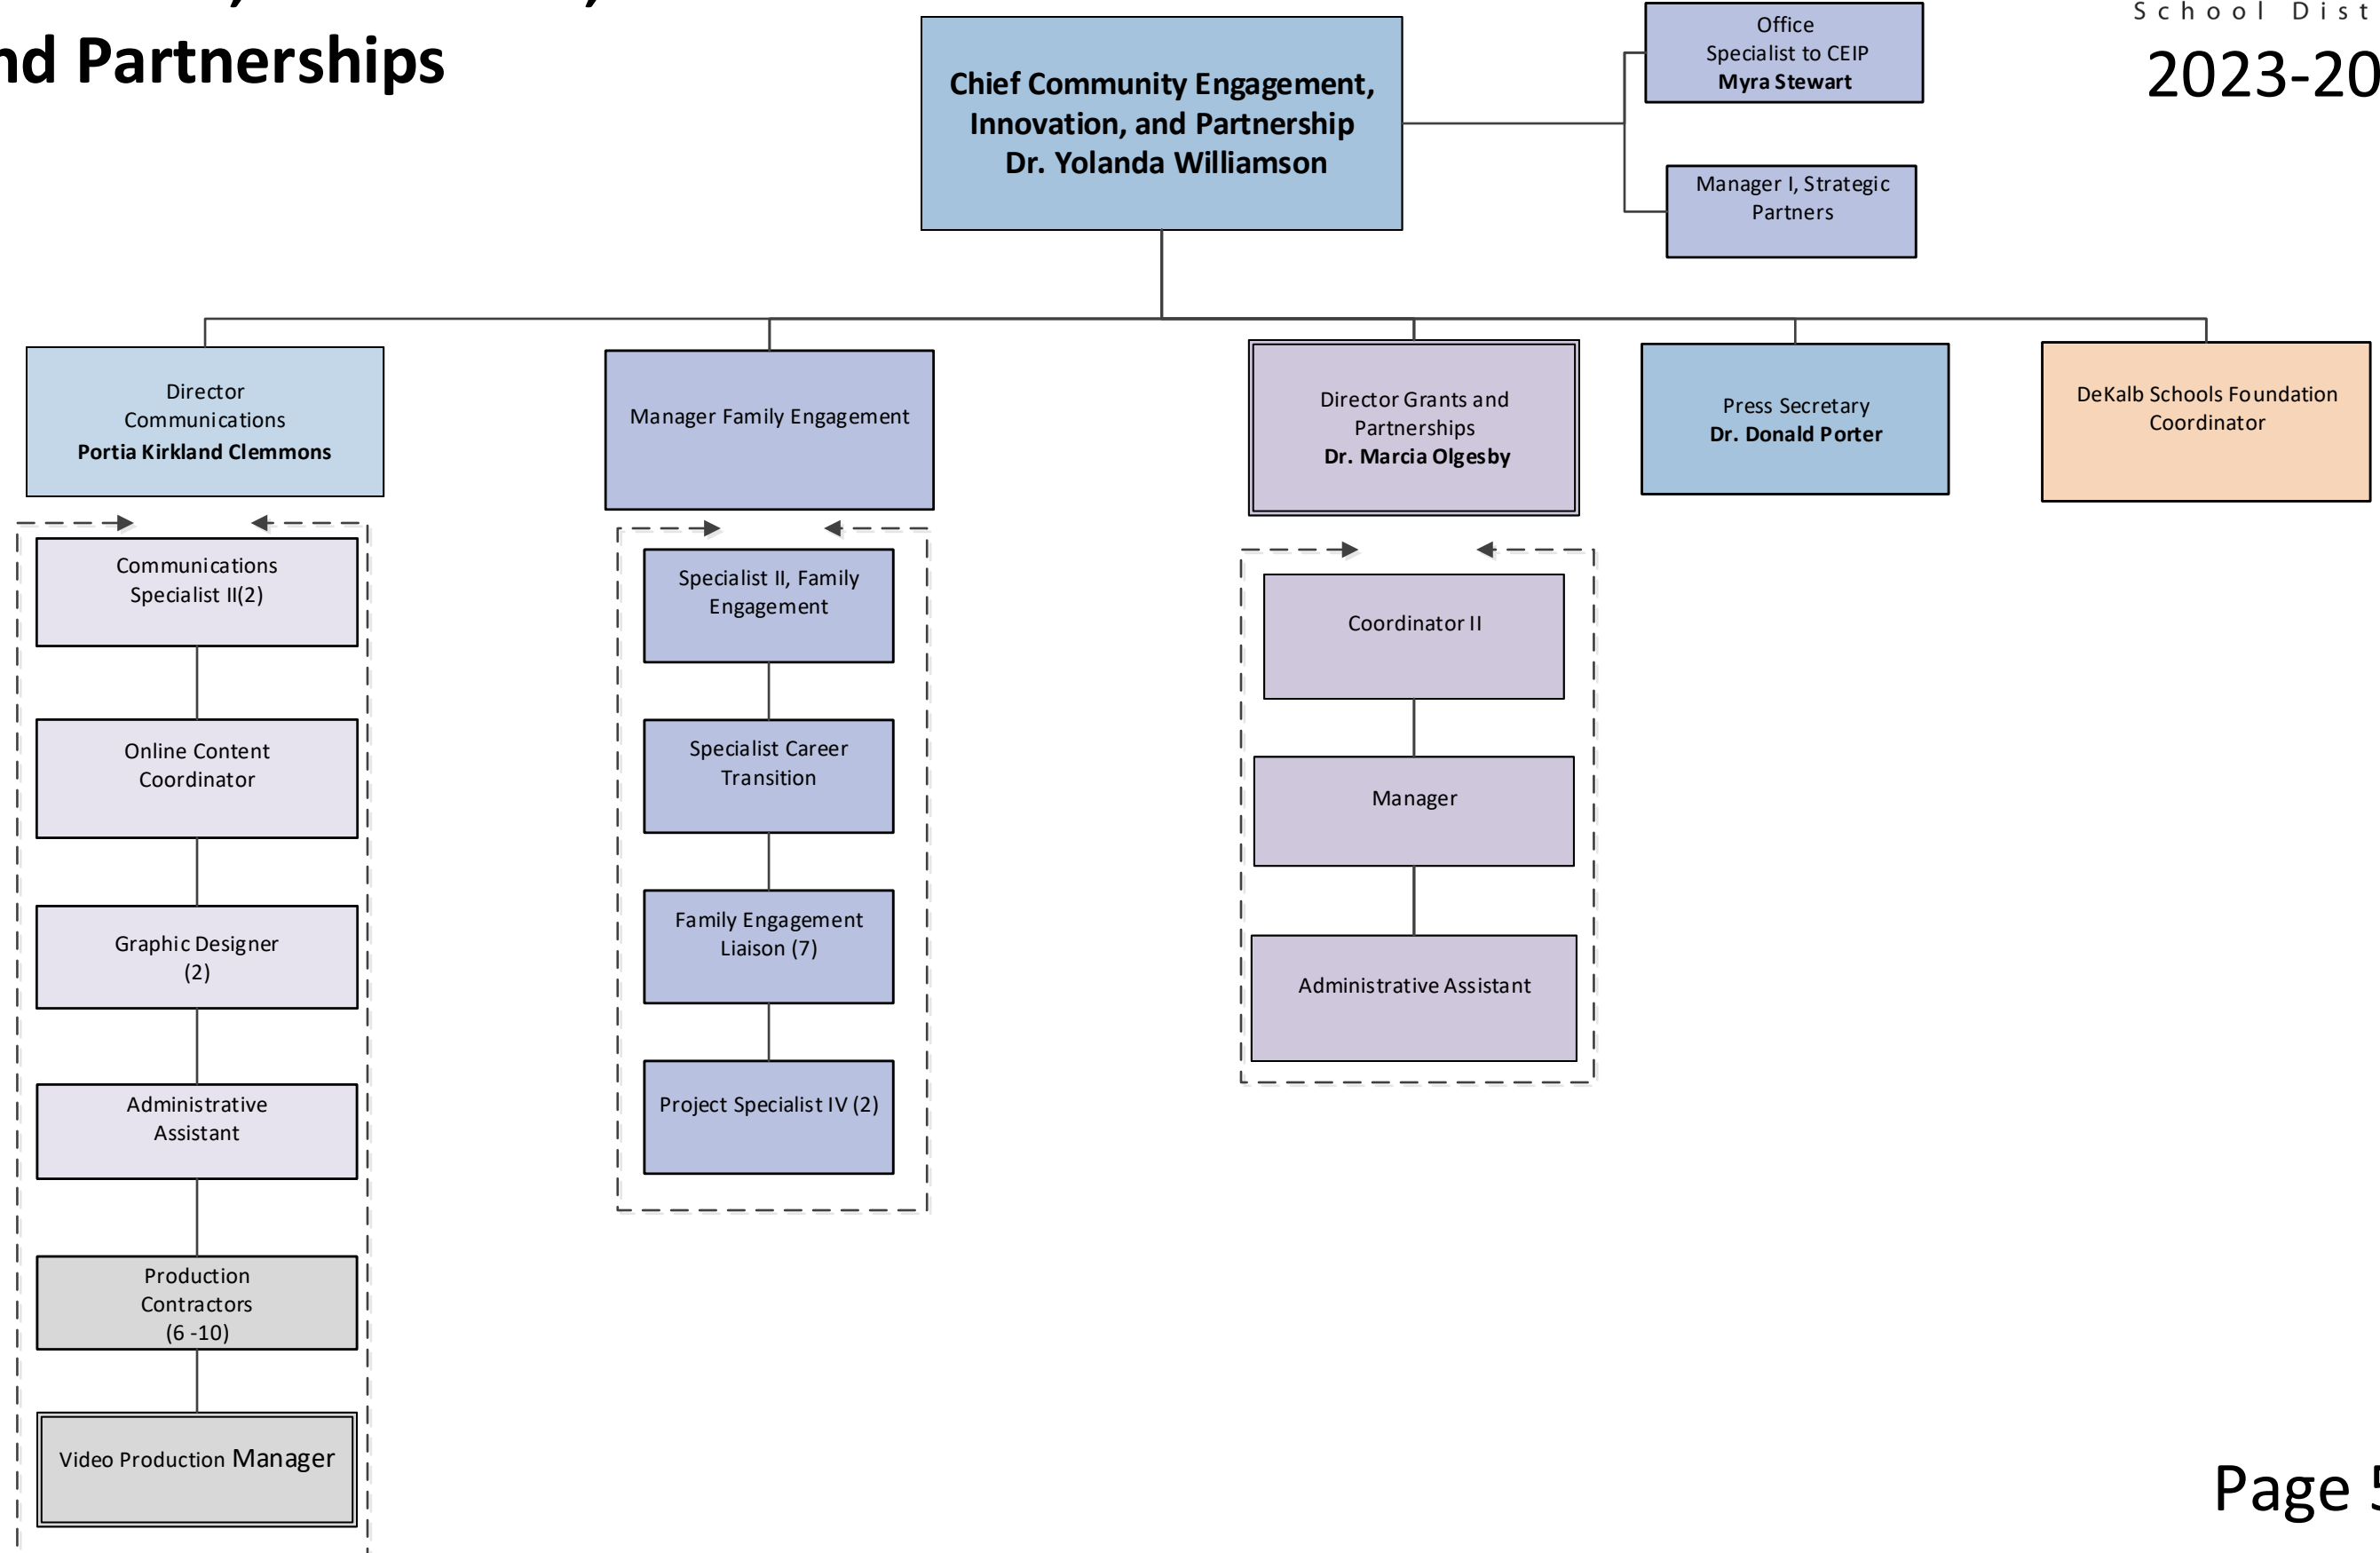 nd Partnerships
School Dist
2023-20
Chief Community Engagement,
Innovation, and Partnership
Dr. Yolanda Williamson
Office
Specialist to CEIP
Myra Stewart
Manager I, Strategic
Partners
Director
Communications
Portia Kirkland Clemmons
Manager Family Engagement
Director Grants and
Partnerships
Dr. Marcia Olgesby
Press Secretary
Dr. Donald Porter
DeKalb Schools Foundation
Coordinator
Communications
Specialist II(2)
Online Content
Coordinator
Graphic Designer
(2)
Administrative
Assistant
Production
Contractors
(6 -10)
Video Production Manager
Specialist II, Family
Engagement
Specialist Career
Transition
Family Engagement
Liaison (7)
Project Specialist IV (2)
Coordinator II
Manager
Administrative Assistant
Page 5